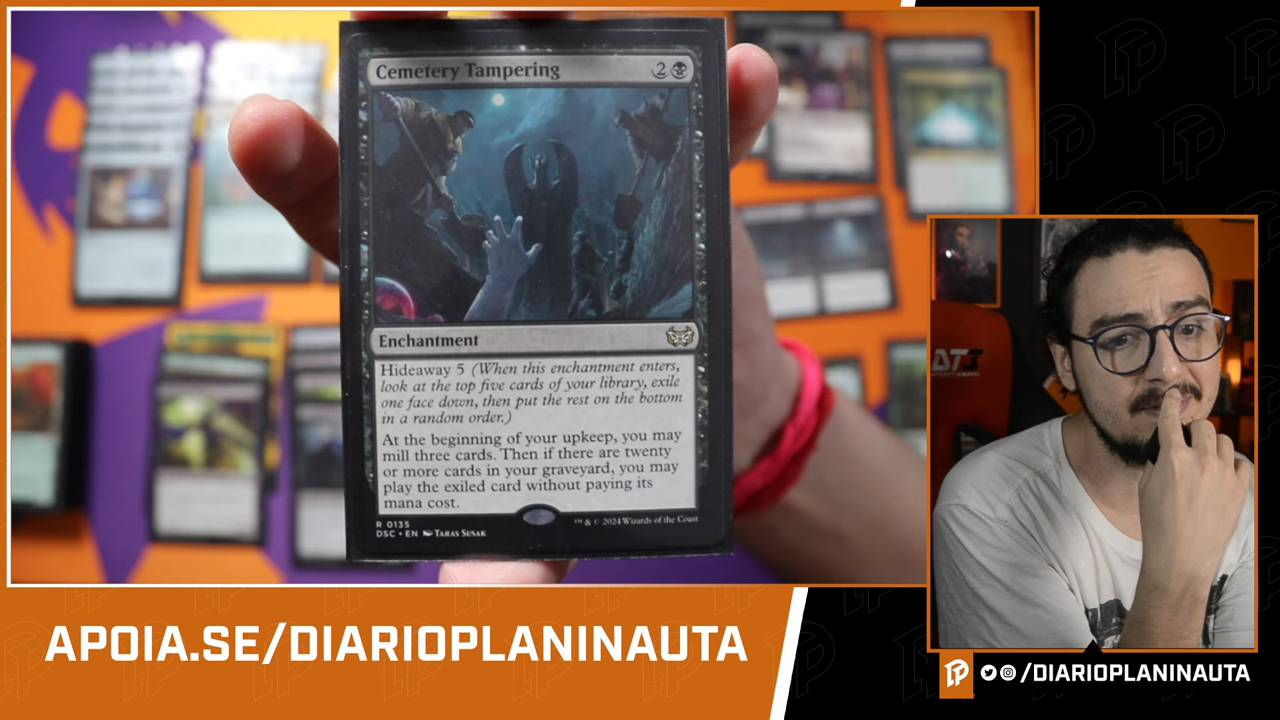 Cemetery Tampering 2
Enchantment
Hideaway 5 (When this enchantment enters,
look at the top five cards of your library, exile
one face down, then put the rest on the bottom
in a random order.)
At the beginning of your upkeep, you may
mill three cards. Then if there are twenty
or more cards in your graveyard, you may
play the exiled card without paying its
mana cost.
R 0135
DSC • EN TARAS SUSAK
™ & © 2024 Wizards of the Coast
DT3
APOIA.SE/DIARIOPLANINAUTA
/DIARIOPLANINAUTA